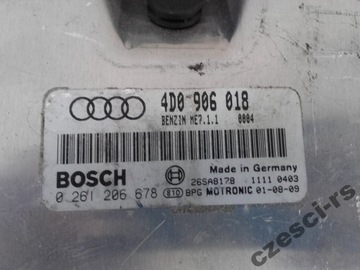 4D0 906 018
BENZIN ME7.1.1 0004
Made in Germany
BOSCH
26SA8178 1111 0403
0 261 206 678 810 BPG MOTRONIC 01-08-09
czesci-rs